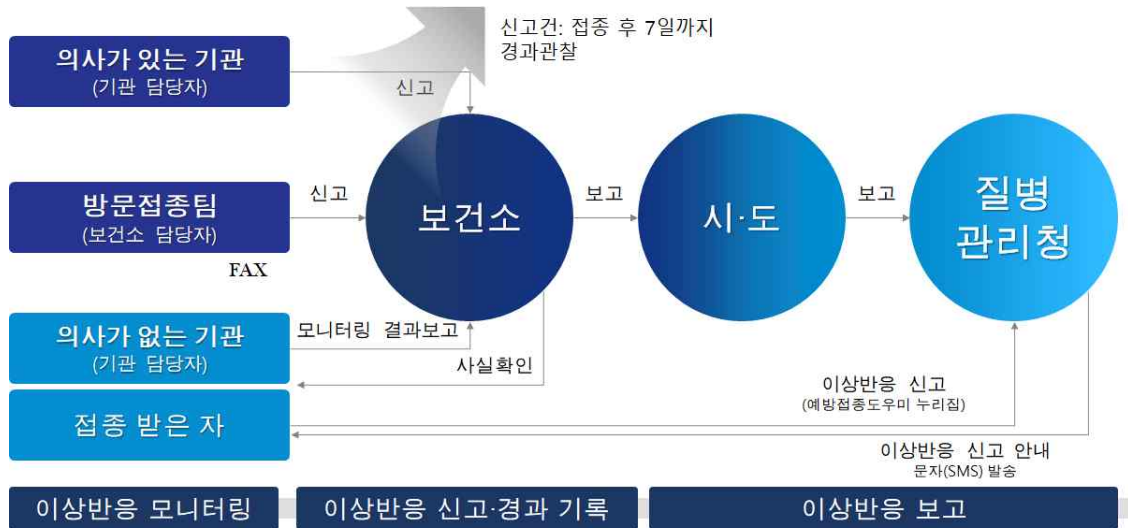 신고건: 접종 후 7일까지
경과관찰
의사가 있는 기관
(기관 담당자)
신고
방문접종팀
(보건소 담당자)
FAX
신고
보건소
보고
시·도
보고
질병
관리청
의사가 없는 기관
(기관 담당자)
모니터링 결과보고
사실확인
접종 받은 자
이상반응 신고
(예방접종도우미 누리집)
이상반응 신고 안내
문자(SMS) 발송
이상반응 모니터링
이상반응 신고·경과 기록
이상반응 보고